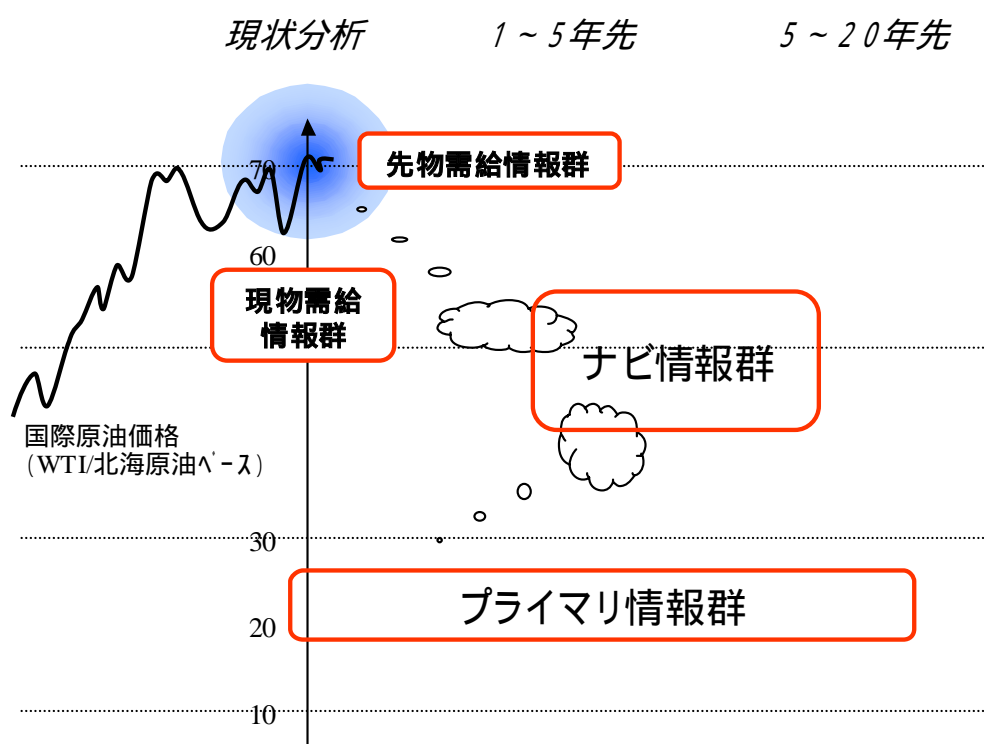 現状分析 1~5年先 5~20年先
70
先物需給情報群
60
現物需給
情報群
ナビ情報群
国際原油価格
(WTI/北海原油ベース)
30
プライマリ情報群
20
10